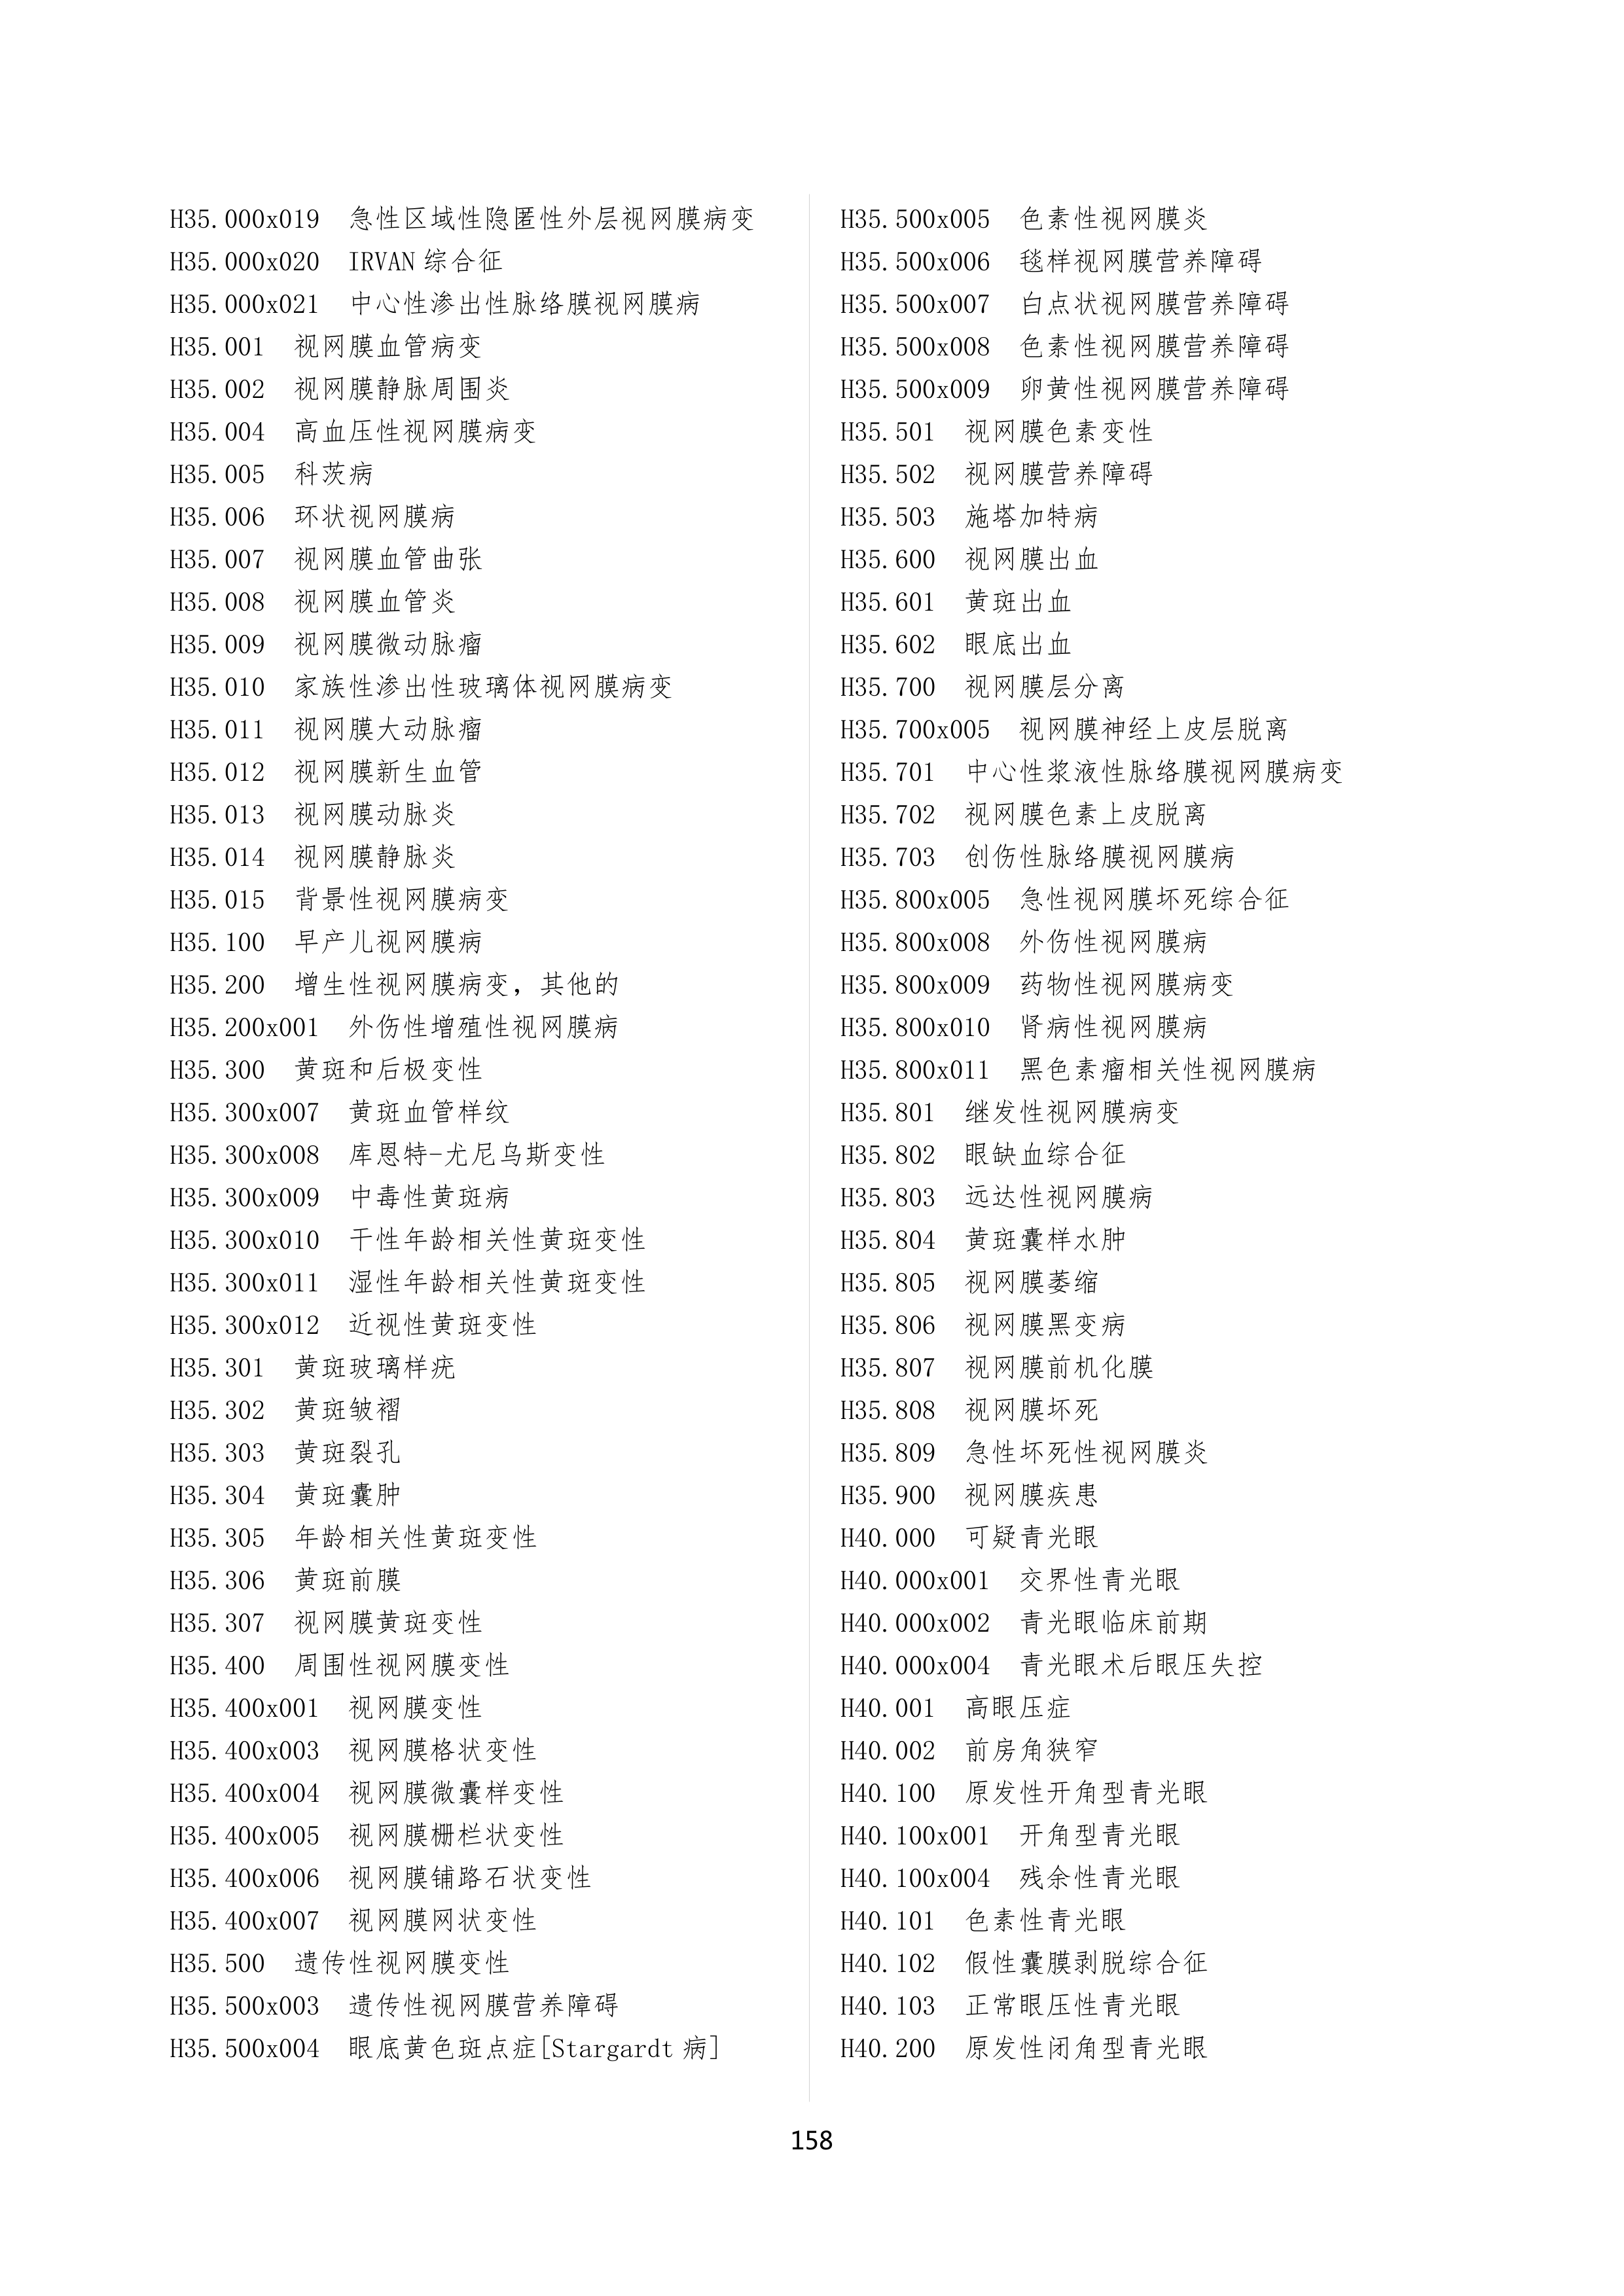 H35.000x019 急性区域性隐匿性外层视网膜病变
H35.000x020 IRVAN 综合征
H35.000x021 中心性渗出性脉络膜视网膜病
H35.001 视网膜血管病变
H35.002 视网膜静脉周围炎
H35.004 高血压性视网膜病变
H35.005 科茨病
H35.006 环状视网膜病
H35.007 视网膜血管曲张
H35.008 视网膜血管炎
H35.009 视网膜微动脉瘤
H35.010 家族性渗出性玻璃体视网膜病变
H35.011 视网膜大动脉瘤
H35.012 视网膜新生血管
H35.013 视网膜动脉炎
H35.014 视网膜静脉炎
H35.015 背景性视网膜病变
H35.100 早产儿视网膜病
H35.200 增生性视网膜病变，其他的
H35.200x001 外伤性增殖性视网膜病
H35.300 黄斑和后极变性
H35.300x007 黄斑血管样纹
H35.300x008 库恩特-尤尼乌斯变性
H35.300x009 中毒性黄斑病
H35.300x010 干性年龄相关性黄斑变性
H35.300x011 湿性年龄相关性黄斑变性
H35.300x012 近视性黄斑变性
H35.301 黄斑玻璃样疣
H35.302 黄斑皱褶
H35.303 黄斑裂孔
H35.304 黄斑囊肿
H35.305 年龄相关性黄斑变性
H35.306 黄斑前膜
H35.307 视网膜黄斑变性
H35.400 周围性视网膜变性
H35.400x001 视网膜变性
H35.400x003 视网膜格状变性
H35.400x004 视网膜微囊样变性
H35.400x005 视网膜栅栏状变性
H35.400x006 视网膜铺路石状变性
H35.400x007 视网膜网状变性
H35.500 遗传性视网膜变性
H35.500x003 遗传性视网膜营养障碍
H35.500x004 眼底黄色斑点症[Stargardt 病]
H35.500x005 色素性视网膜炎
H35.500x006 毯样视网膜营养障碍
H35.500x007 白点状视网膜营养障碍
H35.500x008 色素性视网膜营养障碍
H35.500x009 卵黄性视网膜营养障碍
H35.501 视网膜色素变性
H35.502 视网膜营养障碍
H35.503 施塔加特病
H35.600 视网膜出血
H35.601 黄斑出血
H35.602 眼底出血
H35.700 视网膜层分离
H35.700x005 视网膜神经上皮层脱离
H35.701 中心性浆液性脉络膜视网膜病变
H35.702 视网膜色素上皮脱离
H35.703 创伤性脉络膜视网膜病
H35.800x005 急性视网膜坏死综合征
H35.800x008 外伤性视网膜病
H35.800x009 药物性视网膜病变
H35.800x010 肾病性视网膜病
H35.800x011 黑色素瘤相关性视网膜病
H35.801 继发性视网膜病变
H35.802 眼缺血综合征
H35.803 远达性视网膜病
H35.804 黄斑囊样水肿
H35.805 视网膜萎缩
H35.806 视网膜黑变病
H35.807 视网膜前机化膜
H35.808 视网膜坏死
H35.809 急性坏死性视网膜炎
H35.900 视网膜疾患
H40.000 可疑青光眼
H40.000x001 交界性青光眼
H40.000x002 青光眼临床前期
H40.000x004 青光眼术后眼压失控
H40.001 高眼压症
H40.002 前房角狭窄
H40.100 原发性开角型青光眼
H40.100x001 开角型青光眼
H40.100x004 残余性青光眼
H40.101 色素性青光眼
H40.102 假性囊膜剥脱综合征
H40.103 正常眼压性青光眼
H40.200 原发性闭角型青光眼
158